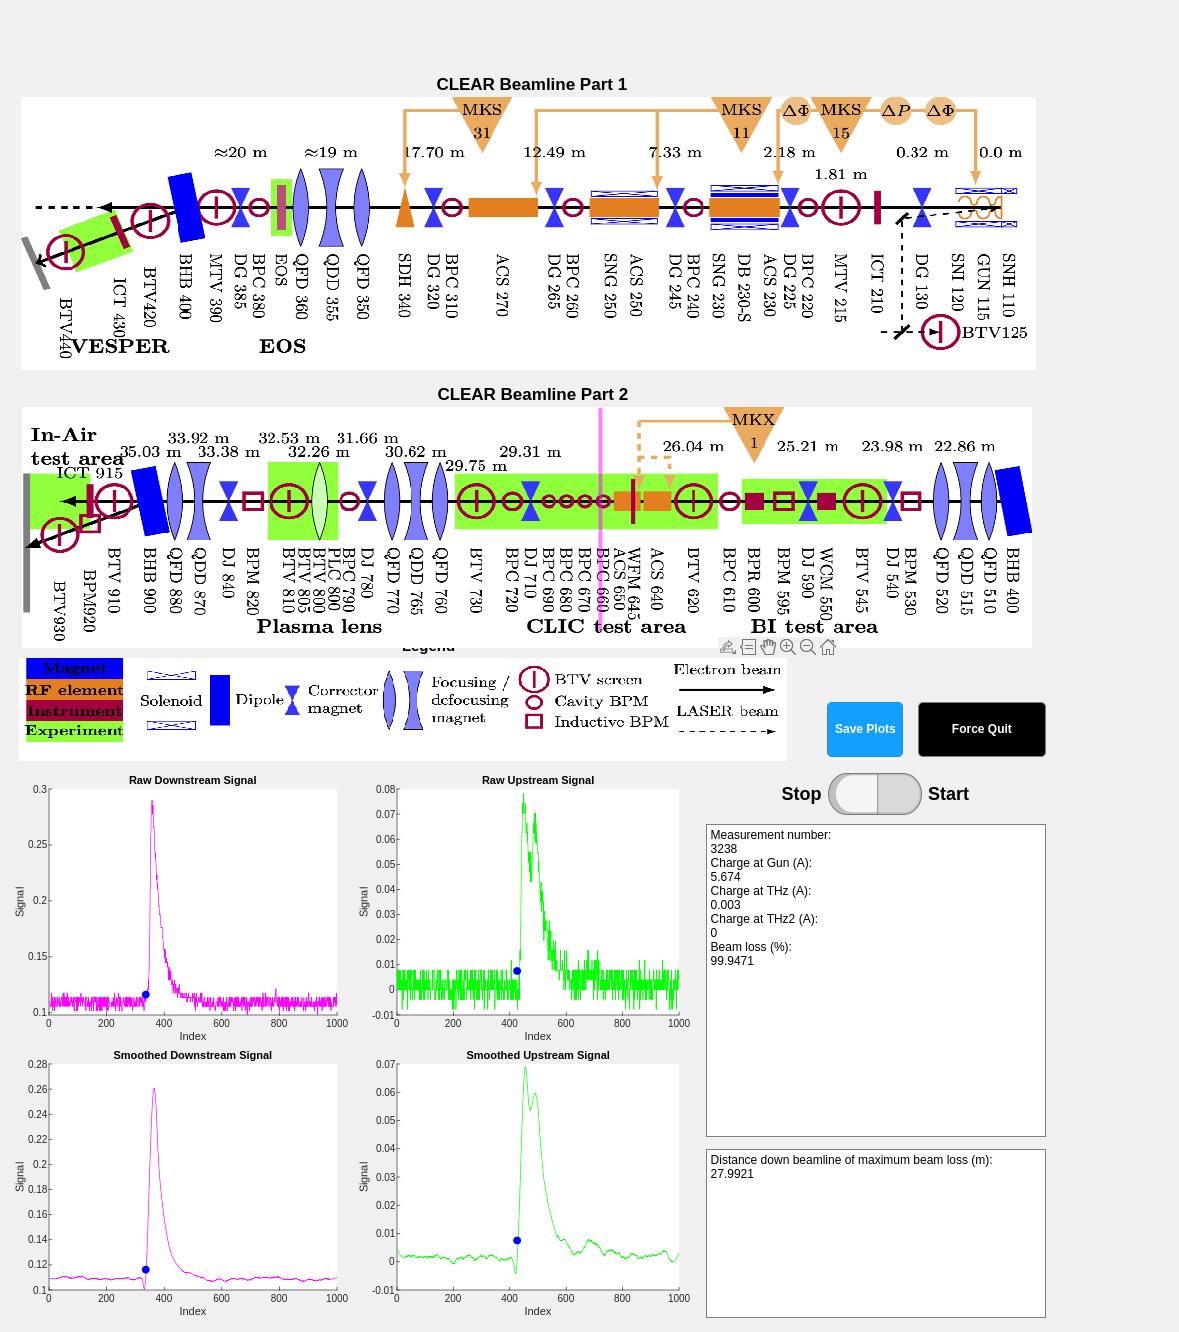 CLEAR Beamline Part 1
MKS 31
MKS 11
ΔΦ
MKS 15
ΔP
ΔΦ
≈20 m
≈19 m
17.70 m
12.49 m
7.33 m
2.18 m
1.81 m
0.32 m
0.0 m
BTV440
ICT 430
BTV420
BHB 400
MTV 390
DG 385
BPC 380
EOS
QFD 360
QDD 355
QFD 350
SDH 340
DG 320
BPC 310
ACS 270
DG 265
BPC 260
SNG 250
ACS 250
DG 245
BPC 240
SNG 230
DB 230-S
ACS 230
DG 225
BPC 220
MTV 215
ICT 210
DG 130
SNI 120
GUN 115
SNH 110
BTV125
VESPER
EOS
CLEAR Beamline Part 2
In-Air
test area
ICT 915
35.03 m
33.92 m
33.38 m
32.53 m
32.26 m
31.66 m
30.62 m
29.75 m
29.31 m
MKX
1
26.04 m
25.21 m
23.98 m
22.86 m
BTV930
BPM920
BTV 910
BHB 900
QFD 880
QDD 870
DJ 840
BPM 820
BTV 810
BTV 805
BTV 800
PLC 800
BPC 790
DJ 780
QFD 770
QDD 765
QFD 760
BTV 730
BPC 720
DJ 710
BPC 690
BPC 680
BPC 670
BPC 660
ACS 650
WFM 645
ACS 640
BTV 620
BPC 610
BPR 600
BPM 595
DJ 590
WCM 550
BTV 545
DJ 540
BPM 530
QFD 520
QDD 515
QFD 510
BHB 400
Plasma lens
CLIC test area
BI test area
Legend
Magnet
RF element
Instrument
Experiment
Solenoid
Dipole
Corrector
magnet
Focusing /
defocusing
magnet
BTV screen
Cavity BPM
Inductive BPM
Electron beam
LASER beam
Save Plots
Force Quit
Stop
Start
Raw Downstream Signal
0.3
0.25
0.2
0.15
0.1
Signal
0 200 400 600 800 1000
Index
Raw Upstream Signal
0.08
0.07
0.06
0.05
0.04
0.03
0.02
0.01
0
-0.01
Signal
0 200 400 600 800 1000
Index
Measurement number:
3238
Charge at Gun (A):
5.674
Charge at THz (A):
0.003
Charge at THz2 (A):
0
Beam loss (%):
99.9471
Smoothed Downstream Signal
0.28
0.26
0.24
0.22
0.2
0.18
0.16
0.14
0.12
0.1
Signal
0 200 400 600 800 1000
Index
Smoothed Upstream Signal
0.07
0.06
0.05
0.04
0.03
0.02
0.01
0
-0.01
Signal
0 200 400 600 800 1000
Index
Distance down beamline of maximum beam loss (m):
27.9921